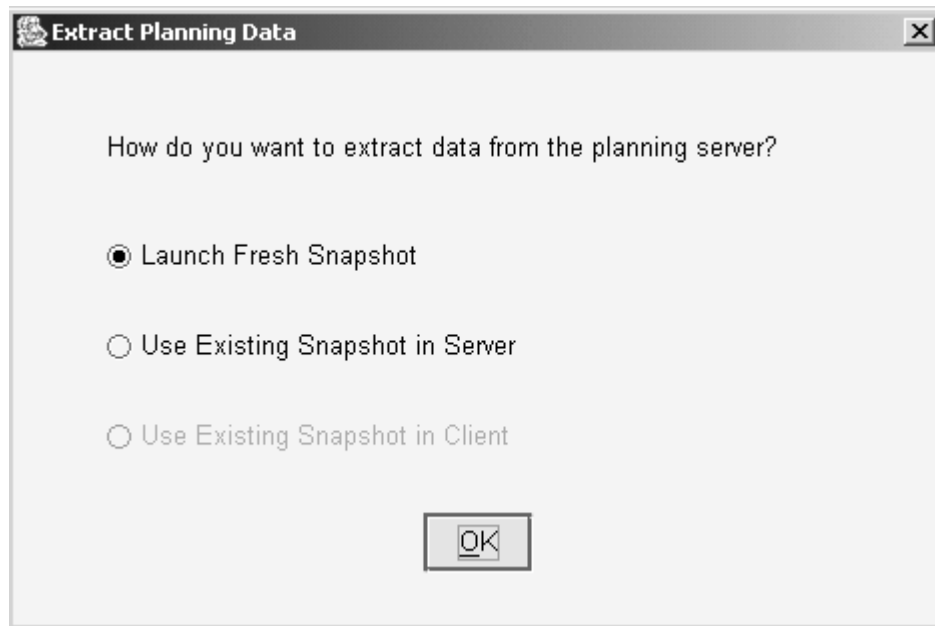 Extract Planning Data
How do you want to extract data from the planning server?
Launch Fresh Snapshot
Use Existing Snapshot in Server
Use Existing Snapshot in Client
OK